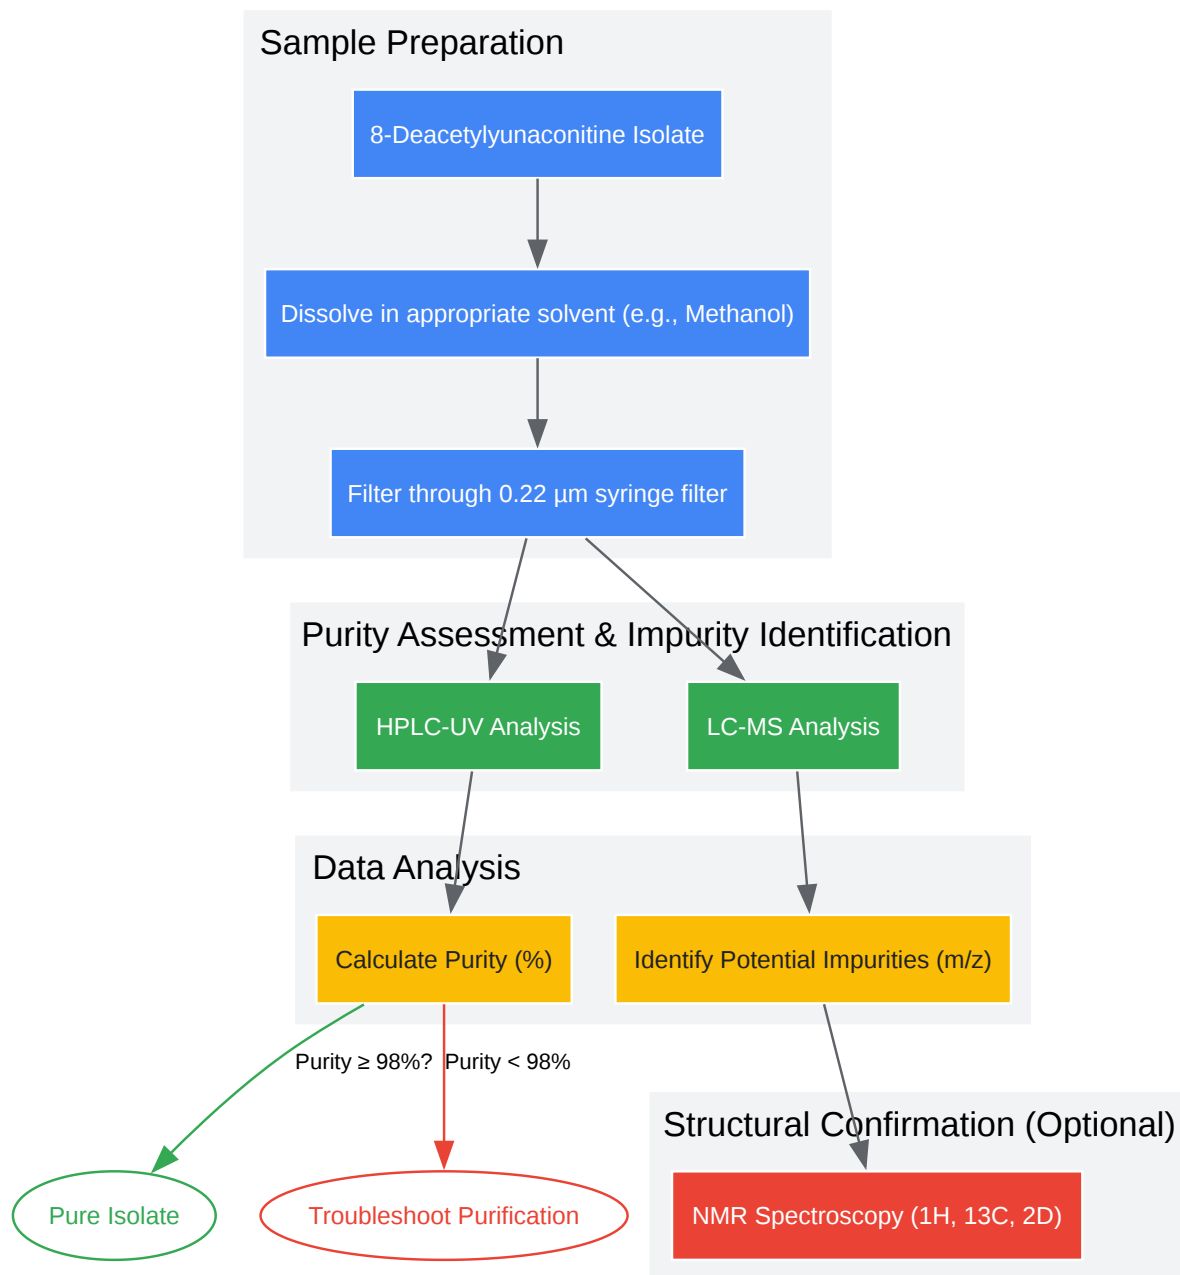 Sample Preparation
8-Deacetylyunaconitine Isolate
Dissolve in appropriate solvent (e.g., Methanol)
Filter through 0.22 µm syringe filter
Purity Assessment & Impurity Identification
HPLC-UV Analysis
LC-MS Analysis
Data Analysis
Calculate Purity (%)
Identify Potential Impurities (m/z)
Purity ≥ 98%?
Purity < 98%
Structural Confirmation (Optional)
Pure Isolate
Troubleshoot Purification
NMR Spectroscopy (1H, 13C, 2D)